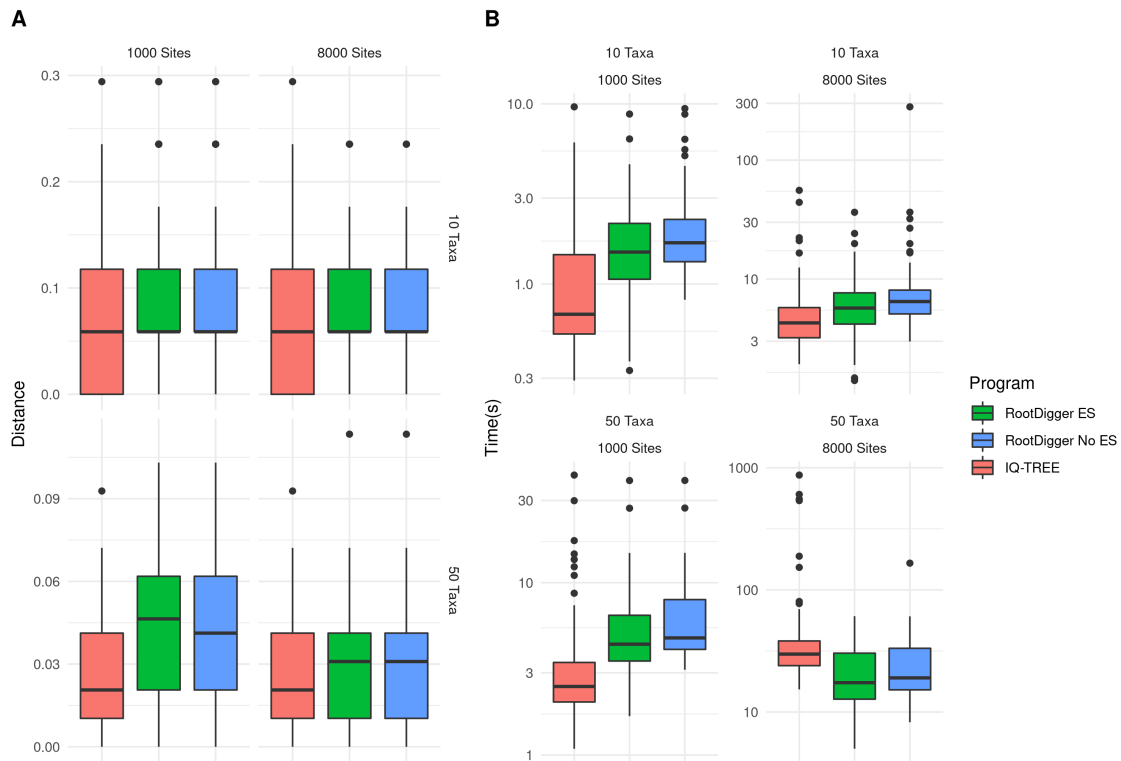 A
1000 Sites
8000 Sites
0.3
0.2
0.1
0.0
10 Taxa
0.09
0.06
0.03
0.00
50 Taxa
Distance
B
10 Taxa
1000 Sites
10.0
3.0
1.0
0.3
10 Taxa
8000 Sites
300
100
30
10
3
50 Taxa
1000 Sites
30
10
3
1
50 Taxa
8000 Sites
1000
100
10
Time(s)
Program
RootDigger ES
RootDigger No ES
IQ-TREE